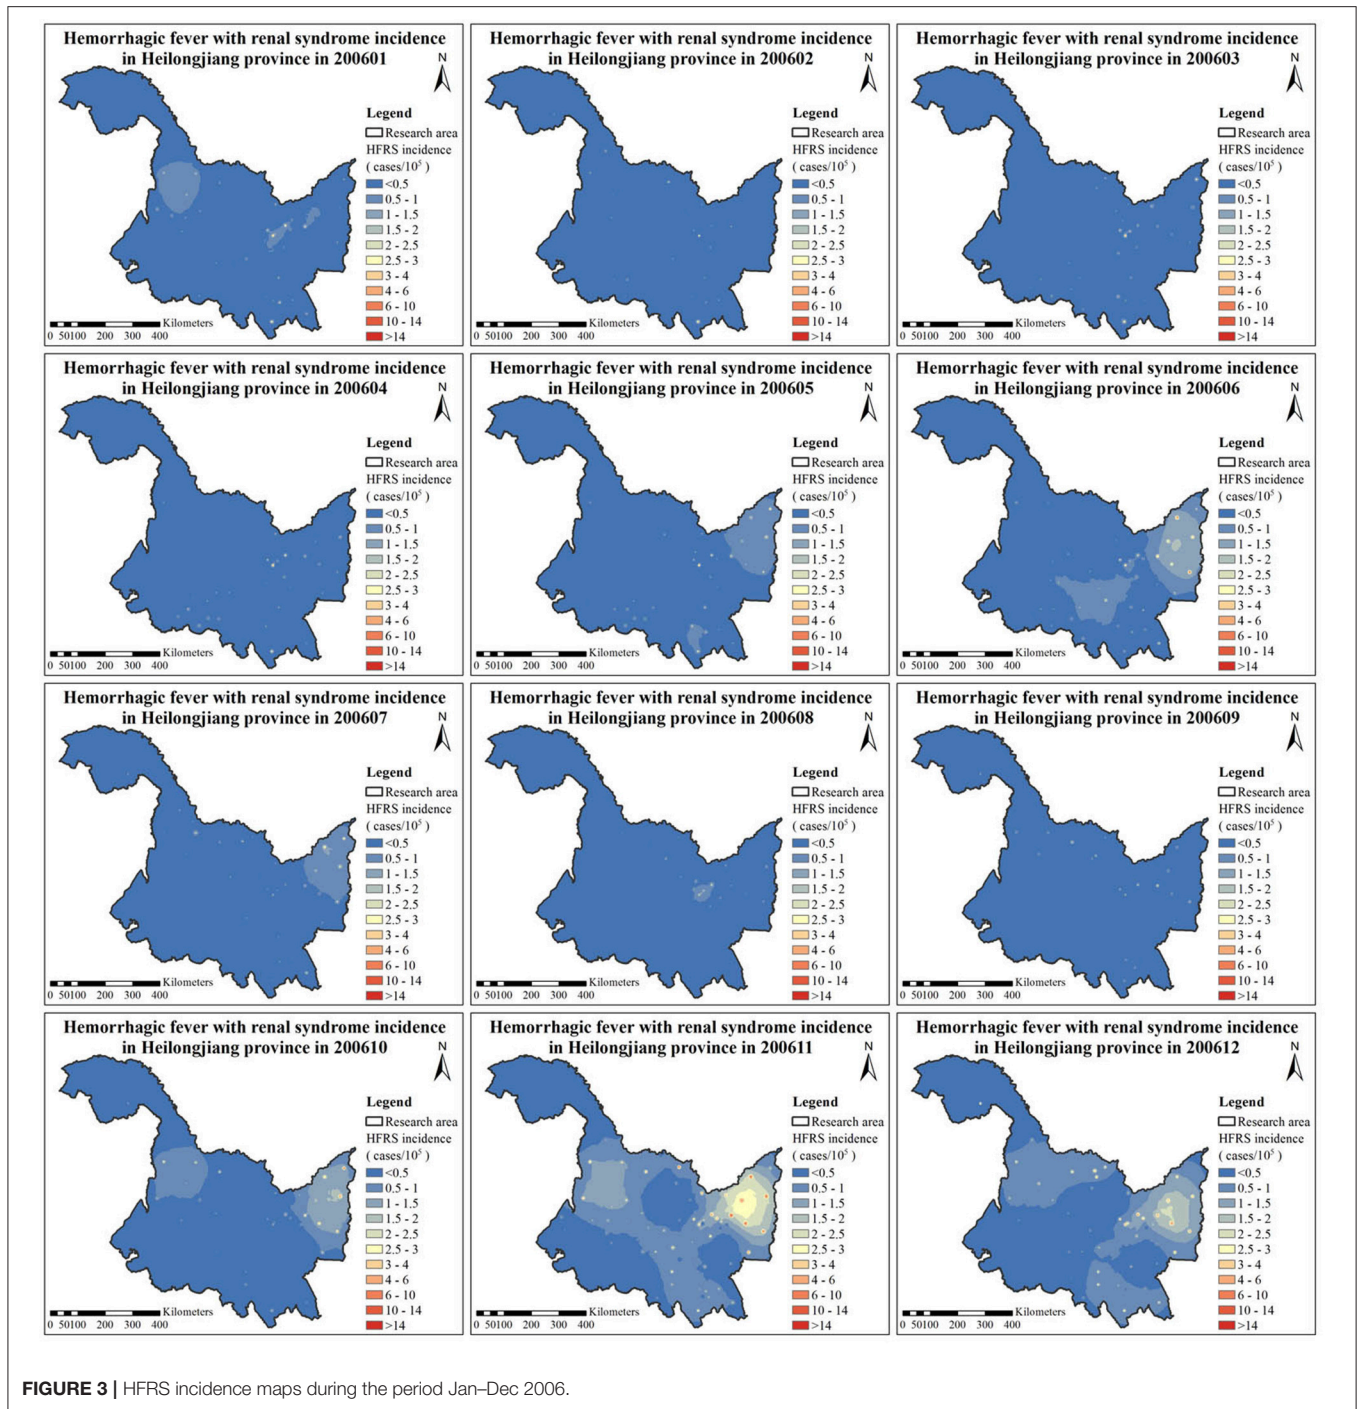 Hemorrhagic fever with renal syndrome incidence
in Heilongjiang province in 200601
N
Legend
Research area
HFRS incidence
( cases/10⁵ )
<0.5
0.5 - 1
1 - 1.5
1.5 - 2
2 - 2.5
2.5 - 3
3 - 4
4 - 6
6 - 10
10 - 14
>14
Kilometers
0 50100 200 300 400
Hemorrhagic fever with renal syndrome incidence
in Heilongjiang province in 200602
N
Legend
Research area
HFRS incidence
( cases/10⁵ )
<0.5
0.5 - 1
1 - 1.5
1.5 - 2
2 - 2.5
2.5 - 3
3 - 4
4 - 6
6 - 10
10 - 14
>14
Kilometers
0 50100 200 300 400
Hemorrhagic fever with renal syndrome incidence
in Heilongjiang province in 200603
N
Legend
Research area
HFRS incidence
( cases/10⁵ )
<0.5
0.5 - 1
1 - 1.5
1.5 - 2
2 - 2.5
2.5 - 3
3 - 4
4 - 6
6 - 10
10 - 14
>14
Kilometers
0 50100 200 300 400
Hemorrhagic fever with renal syndrome incidence
in Heilongjiang province in 200604
N
Legend
Research area
HFRS incidence
( cases/10⁵ )
<0.5
0.5 - 1
1 - 1.5
1.5 - 2
2 - 2.5
2.5 - 3
3 - 4
4 - 6
6 - 10
10 - 14
>14
Kilometers
0 50100 200 300 400
Hemorrhagic fever with renal syndrome incidence
in Heilongjiang province in 200605
N
Legend
Research area
HFRS incidence
( cases/10⁵ )
<0.5
0.5 - 1
1 - 1.5
1.5 - 2
2 - 2.5
2.5 - 3
3 - 4
4 - 6
6 - 10
10 - 14
>14
Kilometers
0 50100 200 300 400
Hemorrhagic fever with renal syndrome incidence
in Heilongjiang province in 200606
N
Legend
Research area
HFRS incidence
( cases/10⁵ )
<0.5
0.5 - 1
1 - 1.5
1.5 - 2
2 - 2.5
2.5 - 3
3 - 4
4 - 6
6 - 10
10 - 14
>14
Kilometers
0 50100 200 300 400
Hemorrhagic fever with renal syndrome incidence
in Heilongjiang province in 200607
N
Legend
Research area
HFRS incidence
( cases/10⁵ )
<0.5
0.5 - 1
1 - 1.5
1.5 - 2
2 - 2.5
2.5 - 3
3 - 4
4 - 6
6 - 10
10 - 14
>14
Kilometers
0 50100 200 300 400
Hemorrhagic fever with renal syndrome incidence
in Heilongjiang province in 200608
N
Legend
Research area
HFRS incidence
( cases/10⁵ )
<0.5
0.5 - 1
1 - 1.5
1.5 - 2
2 - 2.5
2.5 - 3
3 - 4
4 - 6
6 - 10
10 - 14
>14
Kilometers
0 50100 200 300 400
Hemorrhagic fever with renal syndrome incidence
in Heilongjiang province in 200609
N
Legend
Research area
HFRS incidence
( cases/10⁵ )
<0.5
0.5 - 1
1 - 1.5
1.5 - 2
2 - 2.5
2.5 - 3
3 - 4
4 - 6
6 - 10
10 - 14
>14
Kilometers
0 50100 200 300 400
Hemorrhagic fever with renal syndrome incidence
in Heilongjiang province in 200610
N
Legend
Research area
HFRS incidence
( cases/10⁵ )
<0.5
0.5 - 1
1 - 1.5
1.5 - 2
2 - 2.5
2.5 - 3
3 - 4
4 - 6
6 - 10
10 - 14
>14
Kilometers
0 50100 200 300 400
Hemorrhagic fever with renal syndrome incidence
in Heilongjiang province in 200611
N
Legend
Research area
HFRS incidence
( cases/10⁵ )
<0.5
0.5 - 1
1 - 1.5
1.5 - 2
2 - 2.5
2.5 - 3
3 - 4
4 - 6
6 - 10
10 - 14
>14
Kilometers
0 50100 200 300 400
Hemorrhagic fever with renal syndrome incidence
in Heilongjiang province in 200612
N
Legend
Research area
HFRS incidence
( cases/10⁵ )
<0.5
0.5 - 1
1 - 1.5
1.5 - 2
2 - 2.5
2.5 - 3
3 - 4
4 - 6
6 - 10
10 - 14
>14
Kilometers
0 50100 200 300 400
FIGURE 3 | HFRS incidence maps during the period Jan–Dec 2006.